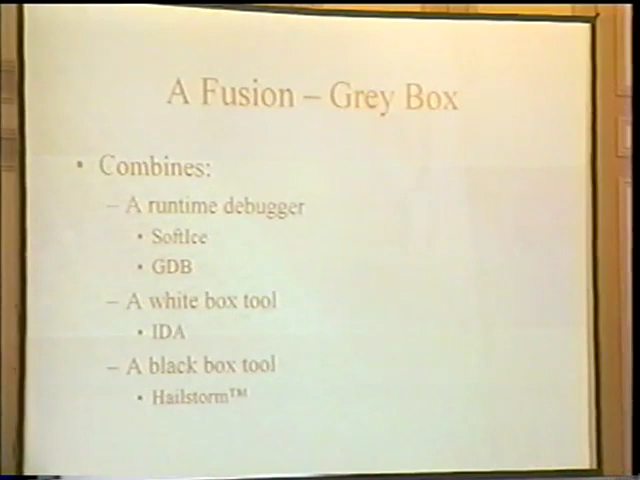 A Fusion – Grey Box
• Combines:
– A runtime debugger
• SoftIce
• GDB
– A white box tool
• IDA
– A black box tool
• Hailstorm™